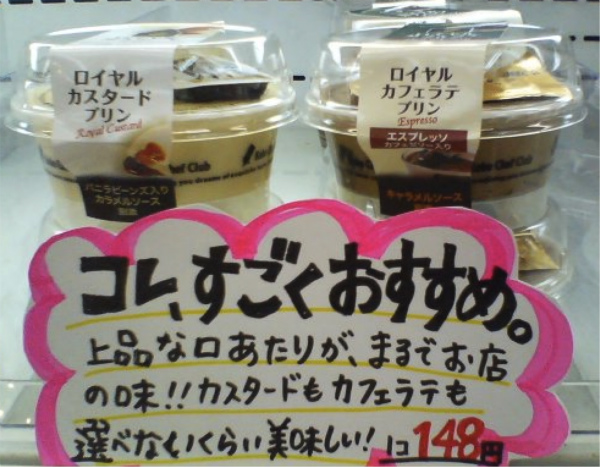 ロイヤル
カスタード
プリン
Royal Custard
バニラビーンズ入り
カラメルソース
Chef Club
ロイヤル
カフェラテ
プリン
Espresso
エスプレッソ
キャラメルソース
Chef Club
コレ、すごくおすすめ。
上品な口あたりが、まるでお店
の味!!カスタードもカフェラテも
選べないくらい美味しい!1コ148円